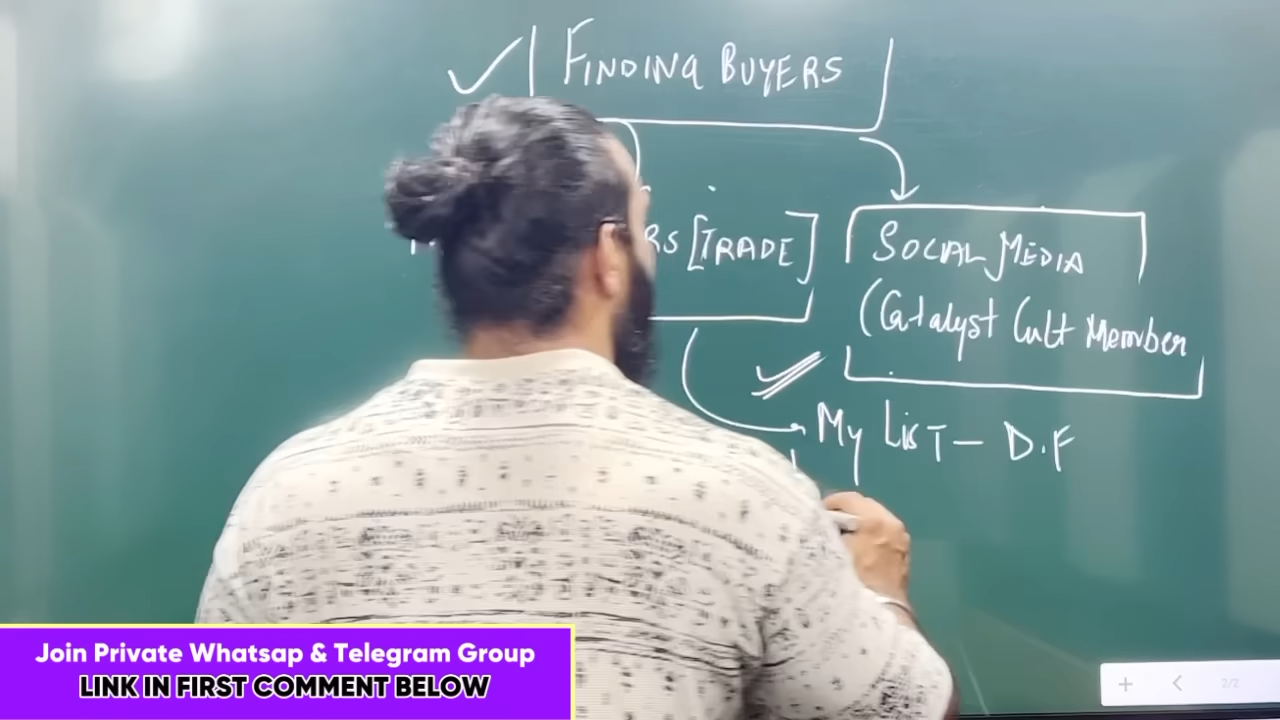 FINDING BUYERS
[TRADE]
SOCIAL MEDIA
(Catalyst Cult Member
My LIST - D.F
Join Private Whatsap & Telegram Group
LINK IN FIRST COMMENT BELOW
2/2